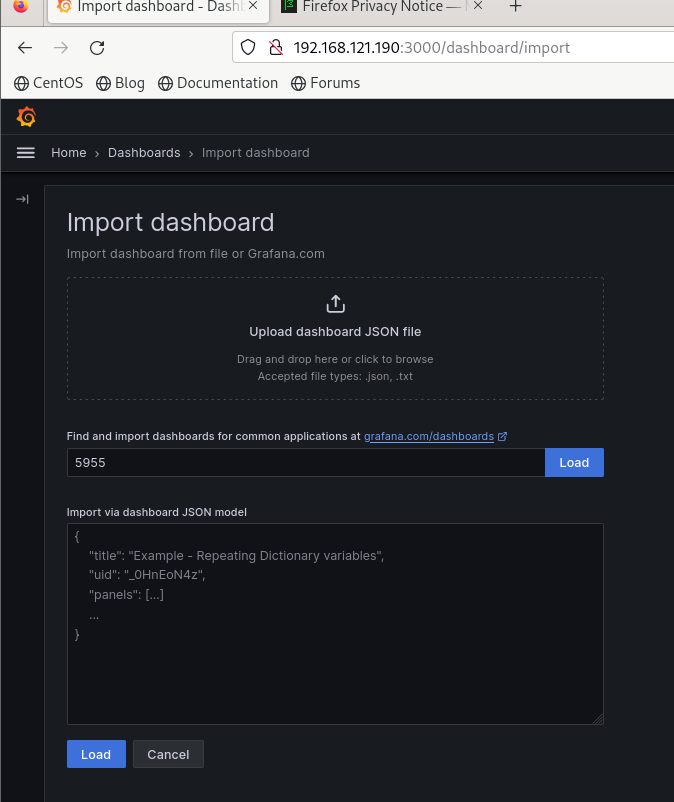 Import dashboard - Dash
Firefox Privacy Notice —
192.168.121.190:3000/dashboard/import
CentOS Blog Documentation Forums
Home › Dashboards › Import dashboard
Import dashboard
Import dashboard from file or Grafana.com
Upload dashboard JSON file
Drag and drop here or click to browse
Accepted file types: .json, .txt
Find and import dashboards for common applications at grafana.com/dashboards
5955 Load
Import via dashboard JSON model
{
"title": "Example - Repeating Dictionary variables",
"uid": "_0HnEoN4z",
"panels": [...]
...
}
Load Cancel